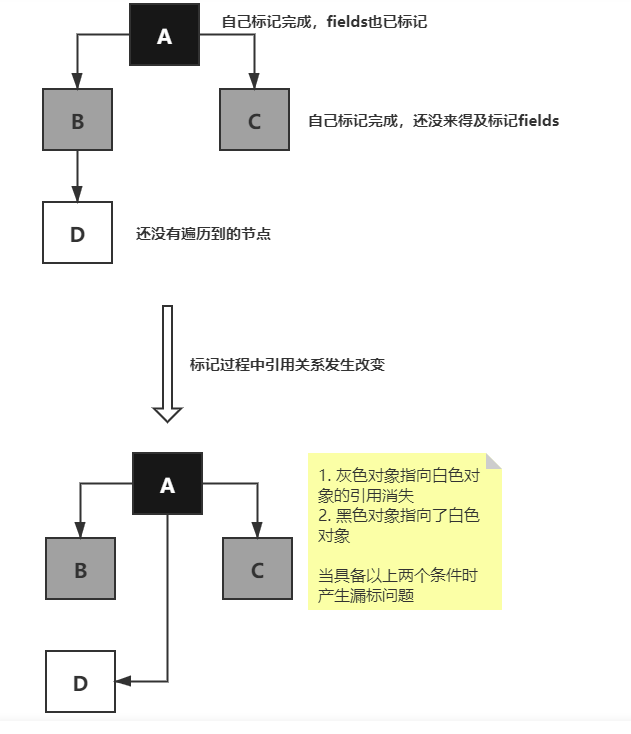 A
自己标记完成，fields也已标记
B
C
自己标记完成，还没来得及标记fields
D
还没有遍历到的节点
标记过程中引用关系发生改变
A
B
C
1. 灰色对象指向白色对
象的引用消失
2. 黑色对象指向了白色
对象
当具备以上两个条件时
产生漏标问题
D